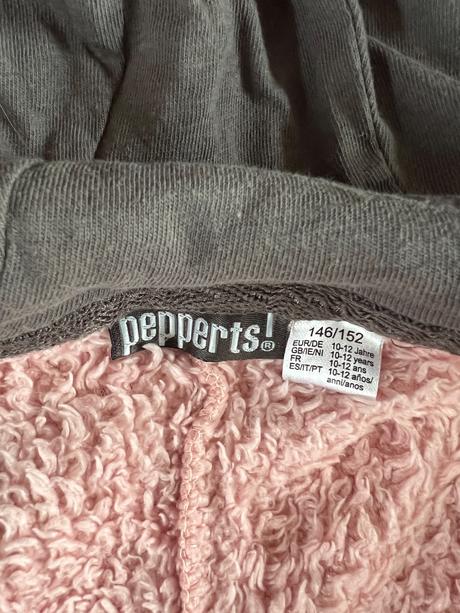 pepperts!®
146/152
EUR/DE 10-12 Jahre
GB/IE/NI 10-12 years
FR 10-12 ans
ES/IT/PT 10-12 años/
anni/anos